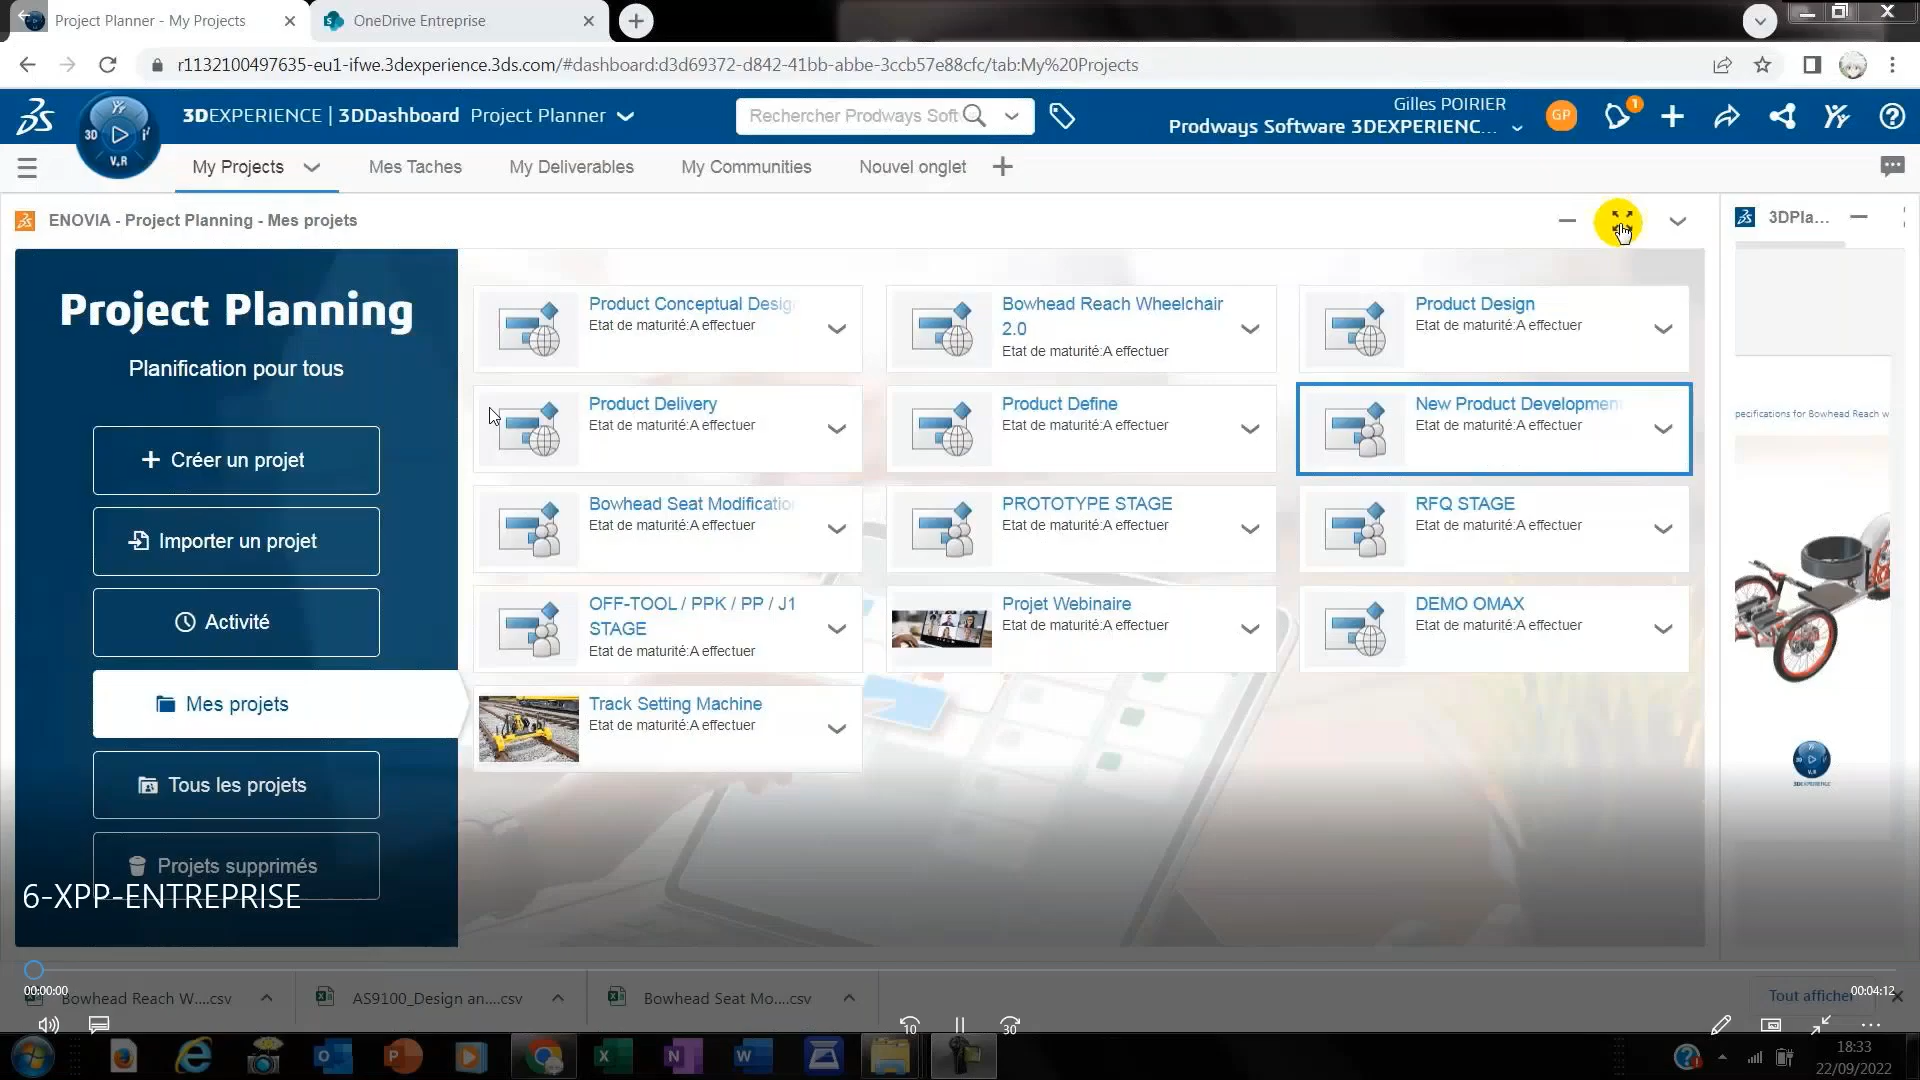 Project Planner - My Projects
OneDrive Entreprise
r1132100497635-eu1-ifwe.3dexperience.3ds.com/#dashboard:d3d69372-d842-41bb-abbe-3ccb57e88cfc/tab:My%20Projects
3DEXPERIENCE | 3DDashboard Project Planner
Rechercher Prodways Soft
Gilles POIRIER
Prodways Software 3DEXPERIENC...
GP
1
3D
V.R
My Projects
Mes Taches
My Deliverables
My Communities
Nouvel onglet
ENOVIA - Project Planning - Mes projets
3DPla...
Project Planning
Planification pour tous
Créer un projet
Importer un projet
Activité
Mes projets
Tous les projets
Projets supprimés
Product Conceptual Desig
Etat de maturité:A effectuer
Bowhead Reach Wheelchair
2.0
Etat de maturité:A effectuer
Product Design
Etat de maturité:A effectuer
Product Delivery
Etat de maturité:A effectuer
Product Define
Etat de maturité:A effectuer
New Product Developmen
Etat de maturité:A effectuer
Bowhead Seat Modificatio
Etat de maturité:A effectuer
PROTOTYPE STAGE
Etat de maturité:A effectuer
RFQ STAGE
Etat de maturité:A effectuer
OFF-TOOL / PPK / PP / J1
STAGE
Etat de maturité:A effectuer
Projet Webinaire
Etat de maturité:A effectuer
DEMO OMAX
Etat de maturité:A effectuer
Track Setting Machine
Etat de maturité:A effectuer
pecifications for Bowhead Reach w
3DEXPERIENCE
6-XPP-ENTREPRISE
00:00:00
00:04:12
Bowhead Reach W....csv
AS9100_Design an....csv
Bowhead Seat Mo....csv
Tout afficher
10
30
18:33
22/09/2022